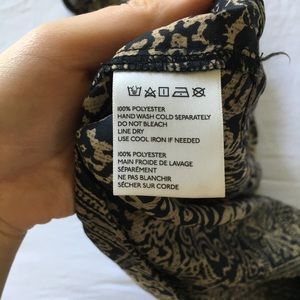 100% POLYESTER
HAND WASH COLD SEPARATELY
DO NOT BLEACH
LINE DRY
USE COOL IRON IF NEEDED
100% POLYESTER
MAIN FROIDE DE LAVAGE
SÉPARÉMENT
NE PAS BLANCHIR
SÉCHER SUR CORDE